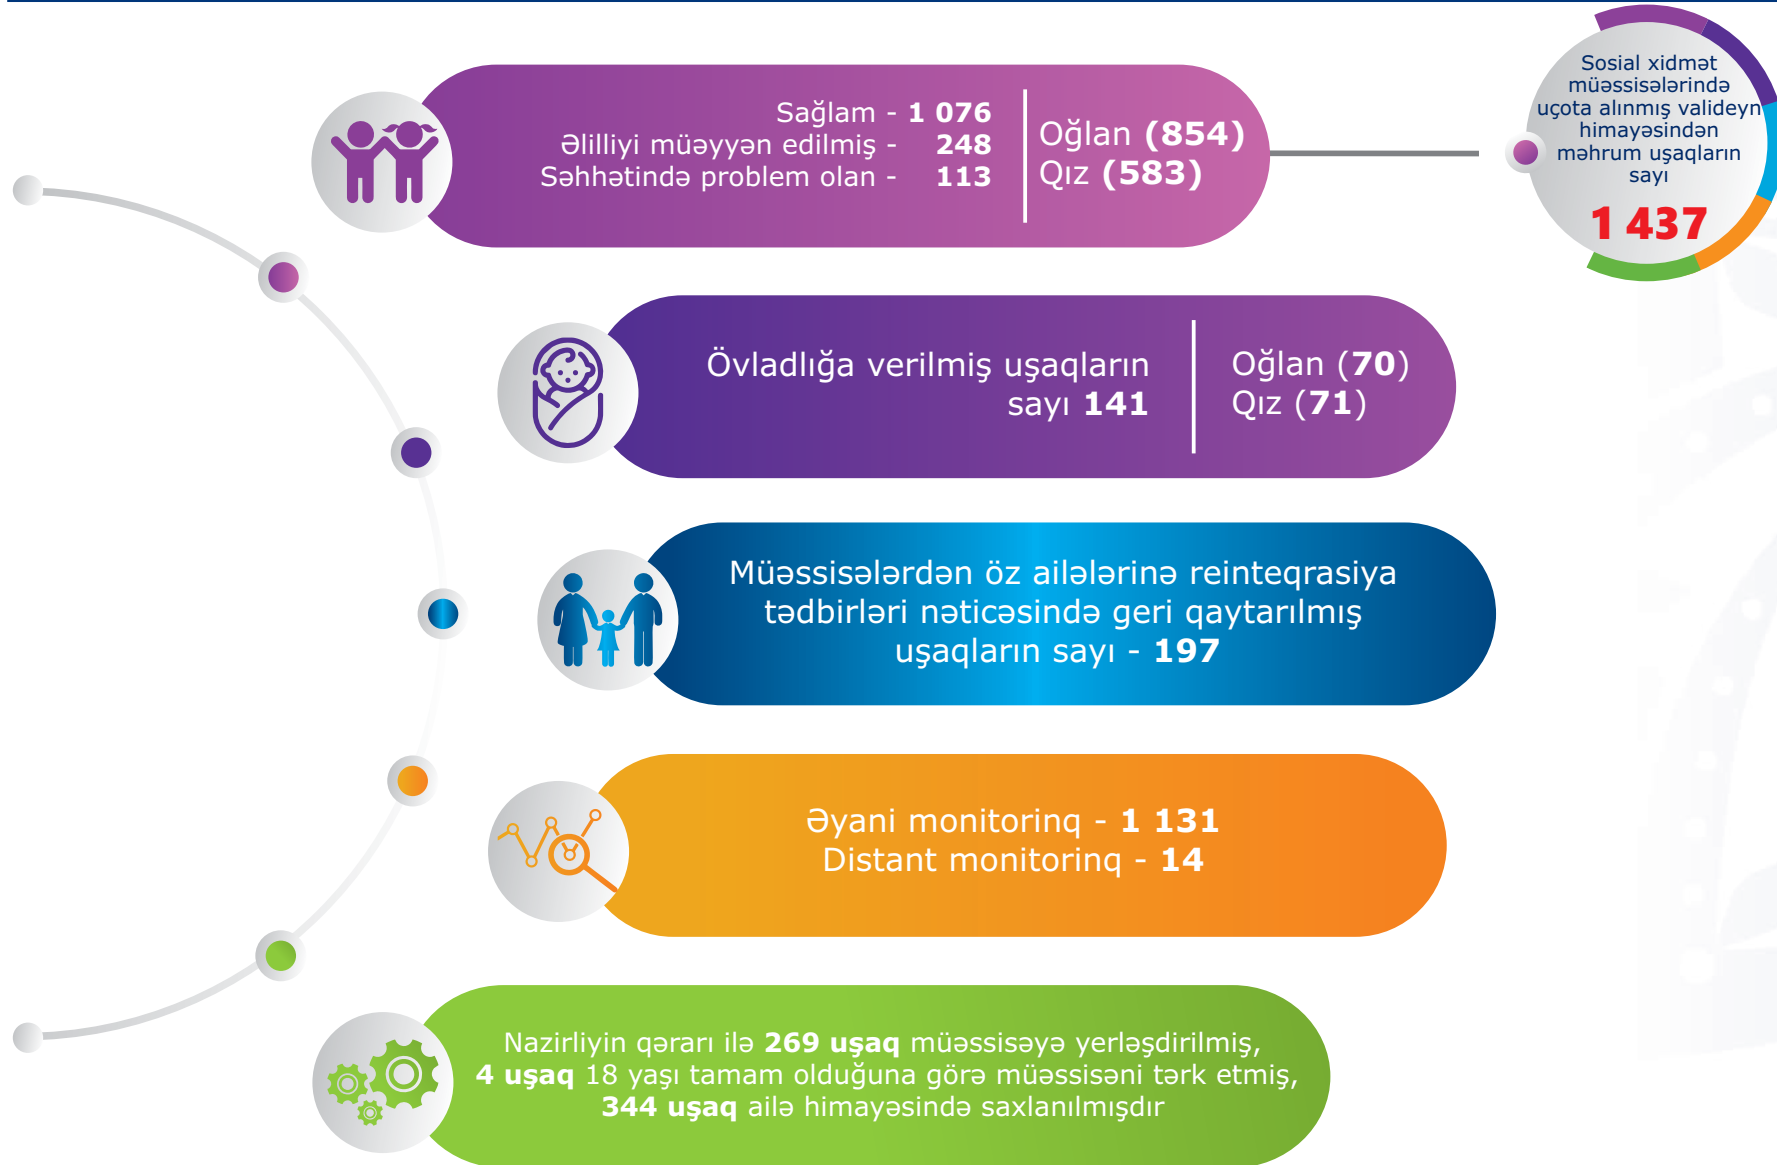 Sağlam - 1 076
Əlilliyi müəyyən edilmiş - 248
Səhhətində problem olan - 113
Oğlan (854)
Qız (583)
Sosial xidmət
müəssisələrində
uçota alınmış valideyn
himayəsindən
məhrum uşaqların
sayı
1 437
Övladlığa verilmiş uşaqların
sayı 141
Oğlan (70)
Qız (71)
Müəssisələrdən öz ailələrinə reinteqrasiya
tədbirləri nəticəsində geri qaytarılmış
uşaqların sayı - 197
Əyani monitorinq - 1 131
Distant monitorinq - 14
Nazirliyin qərarı ilə 269 uşaq müəssisəyə yerləşdirilmiş,
4 uşaq 18 yaşı tamam olduğuna görə müəssisəni tərk etmiş,
344 uşaq ailə himayəsində saxlanılmışdır